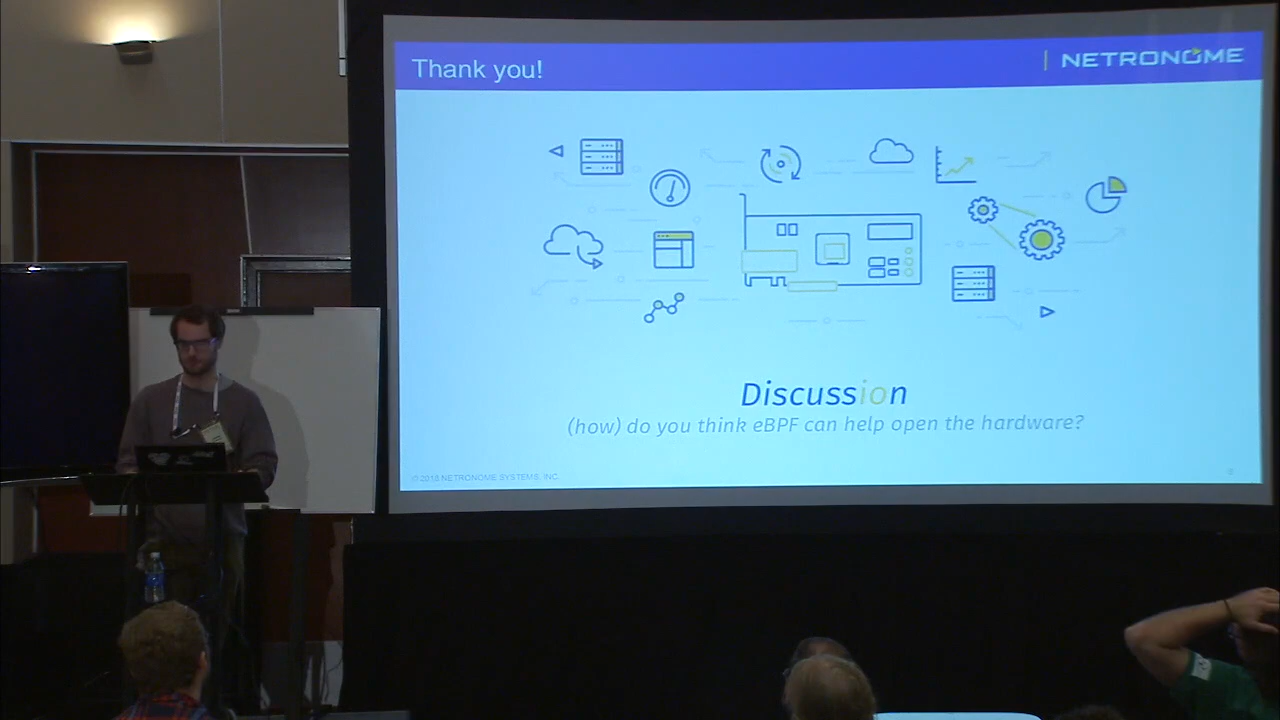 Thank you!
NETRONOME
Discussion
(how) do you think eBPF can help open the hardware?
© 2018 NETRONOME SYSTEMS, INC.